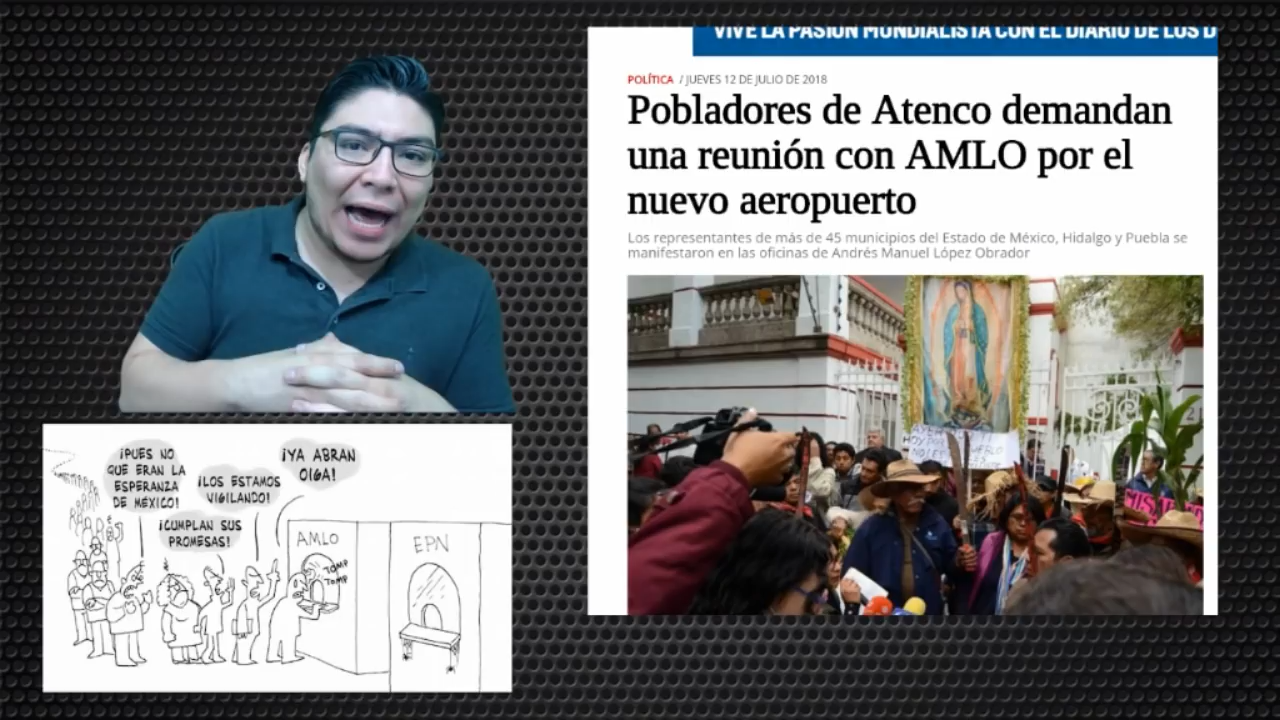 VIVE LA PASIÓN MUNDIALISTA CON EL DIARIO DE LOS D
POLÍTICA / JUEVES 12 DE JULIO DE 2018
Pobladores de Atenco demandan
una reunión con AMLO por el
nuevo aeropuerto
Los representantes de más de 45 municipios del Estado de México, Hidalgo y Puebla se
manifestaron en las oficinas de Andrés Manuel López Obrador
¡PUES NO
QUE ERAN LA
ESPERANZA
DE MÉXICO!
¡LOS ESTAMOS
VIGILANDO!
¡YA ABRAN
OIGA!
¡CUMPLAN SUS
PROMESAS!
AMLO
TOMP
TOMP
EPN